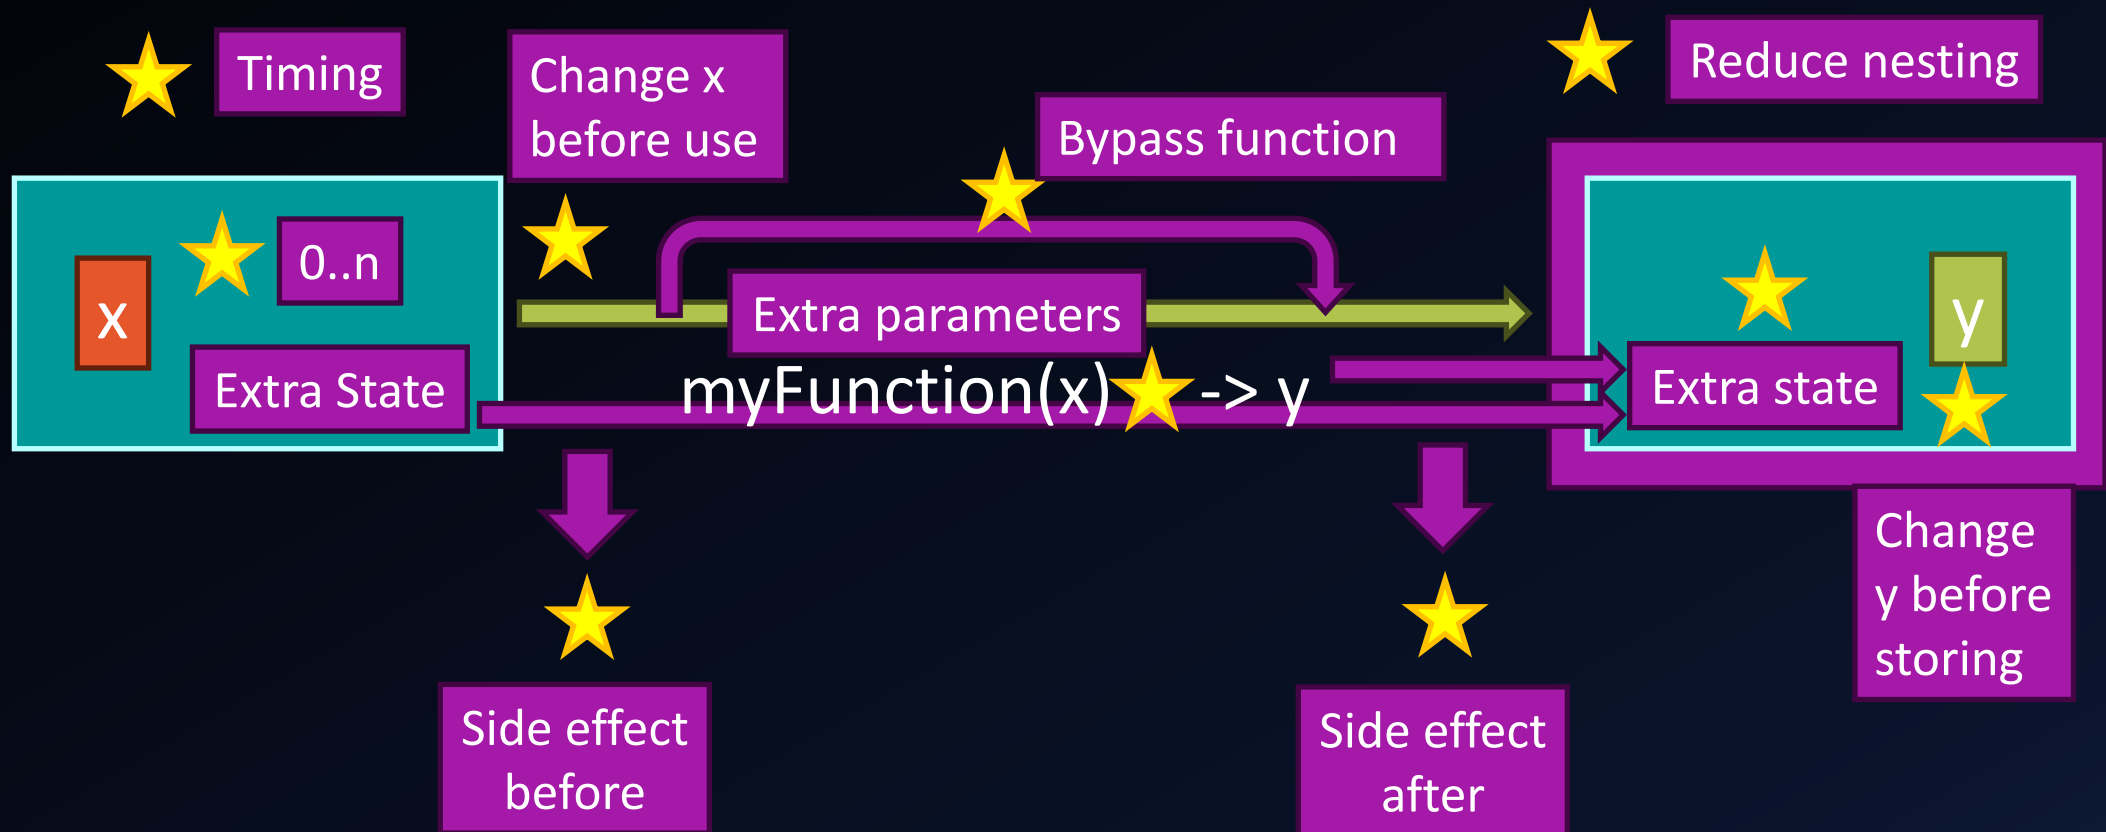 Timing
Change x
before use
Bypass function
Reduce nesting
x
0..n
Extra State
Extra parameters
myFunction(x) -> y
Extra state
y
Side effect
before
Side effect
after
Change
y before
storing